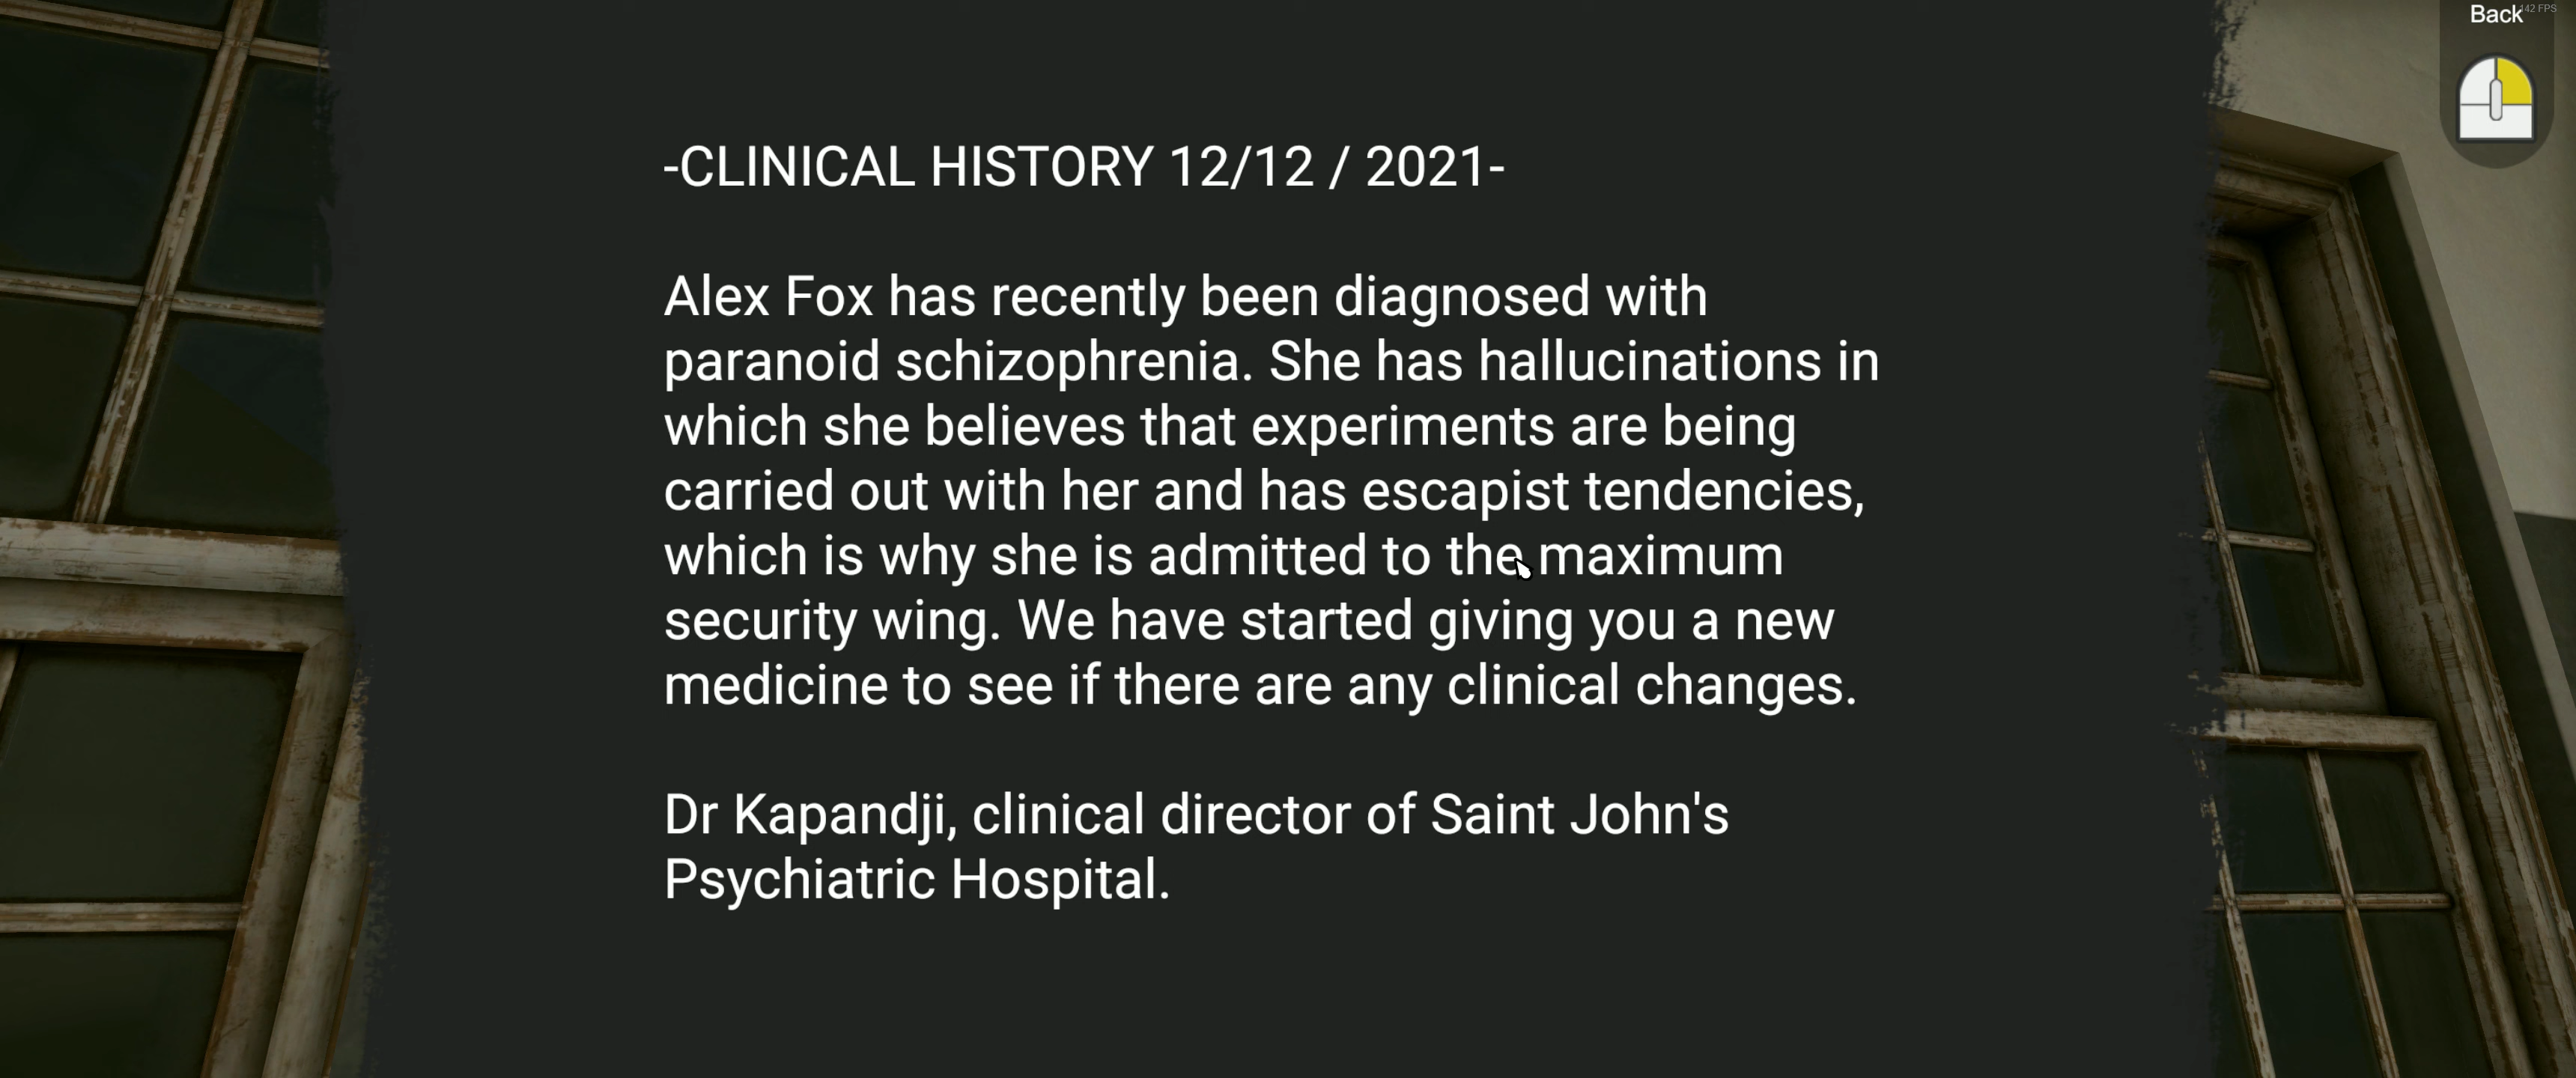 Back
142 FPS
-CLINICAL HISTORY 12/12 / 2021-
Alex Fox has recently been diagnosed with
paranoid schizophrenia. She has hallucinations in
which she believes that experiments are being
carried out with her and has escapist tendencies,
which is why she is admitted to the maximum
security wing. We have started giving you a new
medicine to see if there are any clinical changes.
Dr Kapandji, clinical director of Saint John's
Psychiatric Hospital.